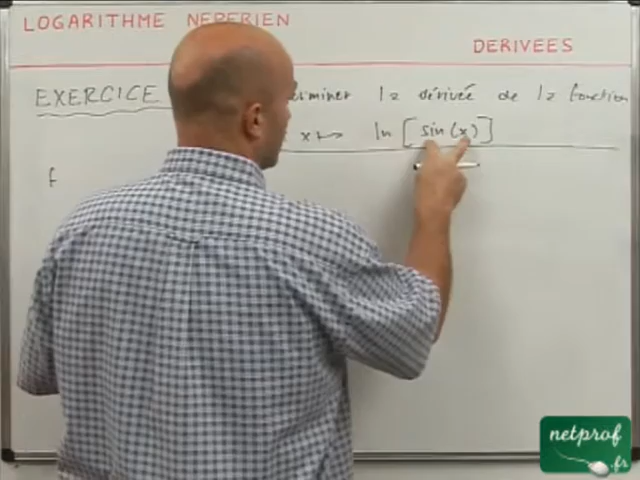 LOGARITHME NEPERIEN
DERIVEES
EXERCICE erminer la dérivée de la fonction
x ↦ ln [sin (x)]
f
netprof
.fr